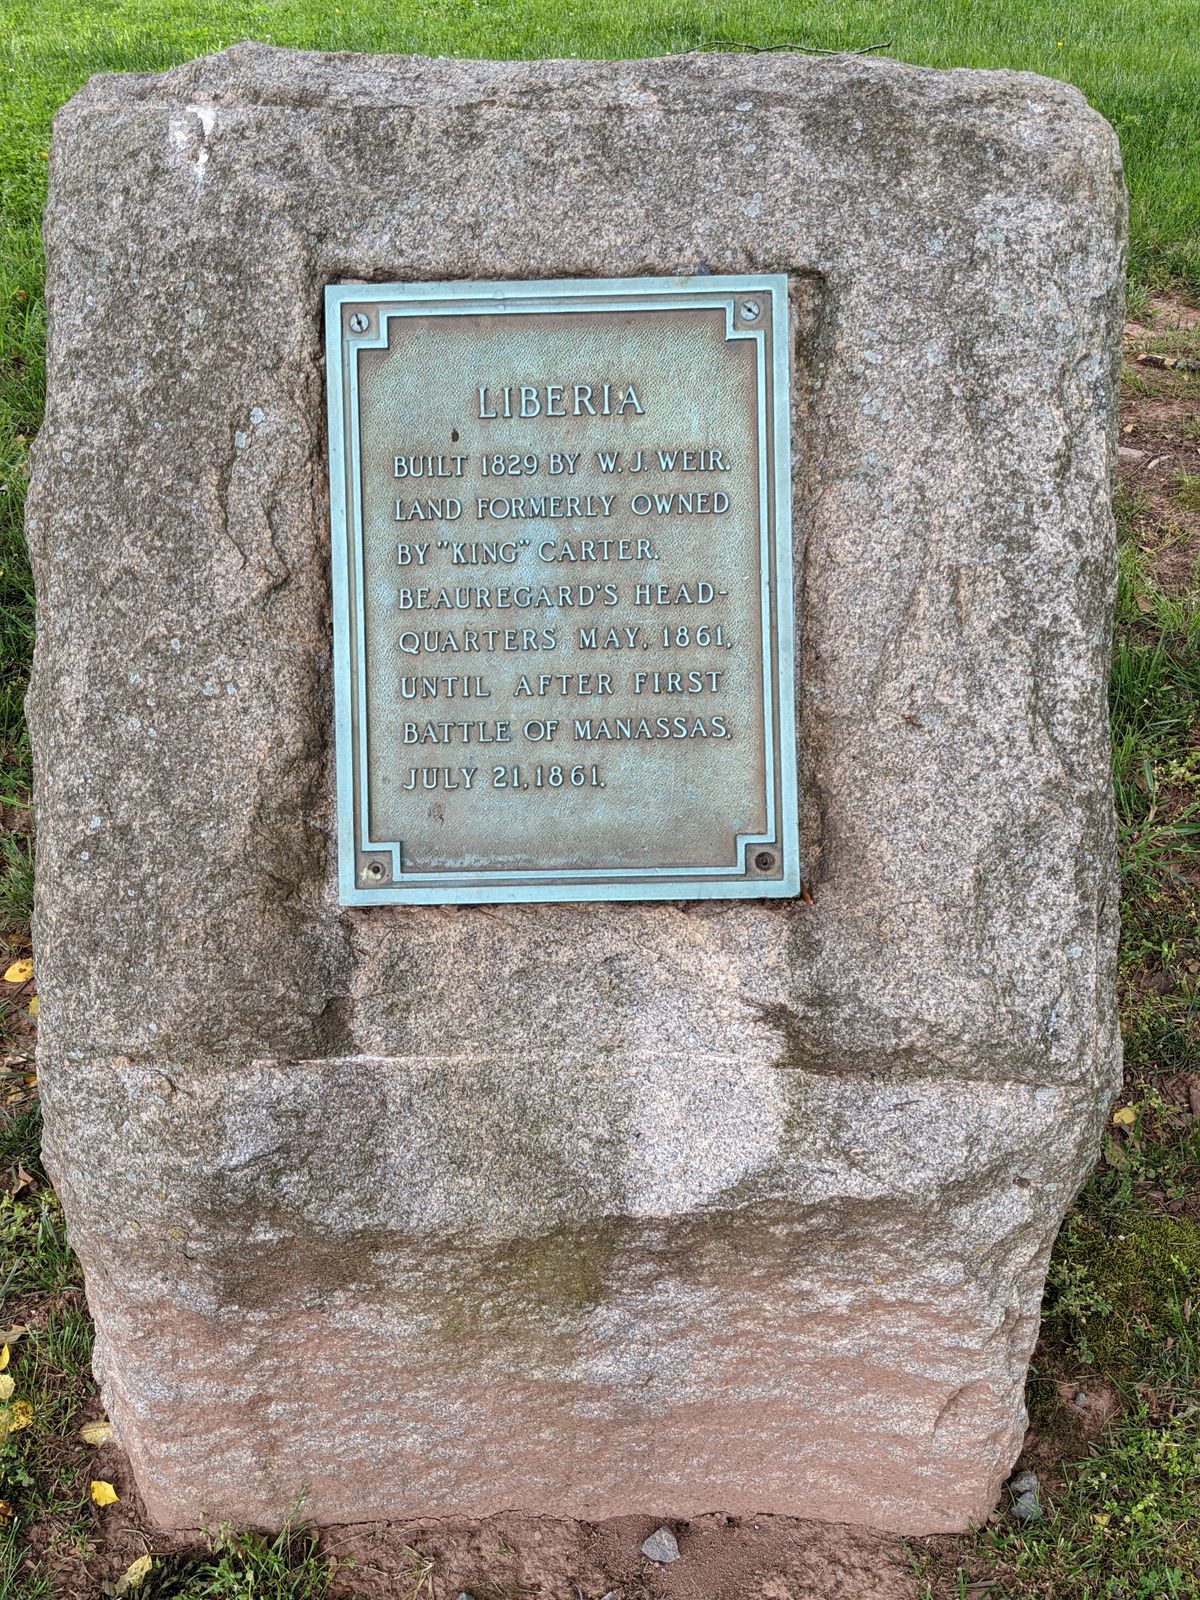 LIBERIA
BUILT 1829 BY W. J. WEIR.
LAND FORMERLY OWNED
BY "KING" CARTER.
BEAUREGARD'S HEAD-
QUARTERS MAY, 1861,
UNTIL AFTER FIRST
BATTLE OF MANASSAS,
JULY 21, 1861.